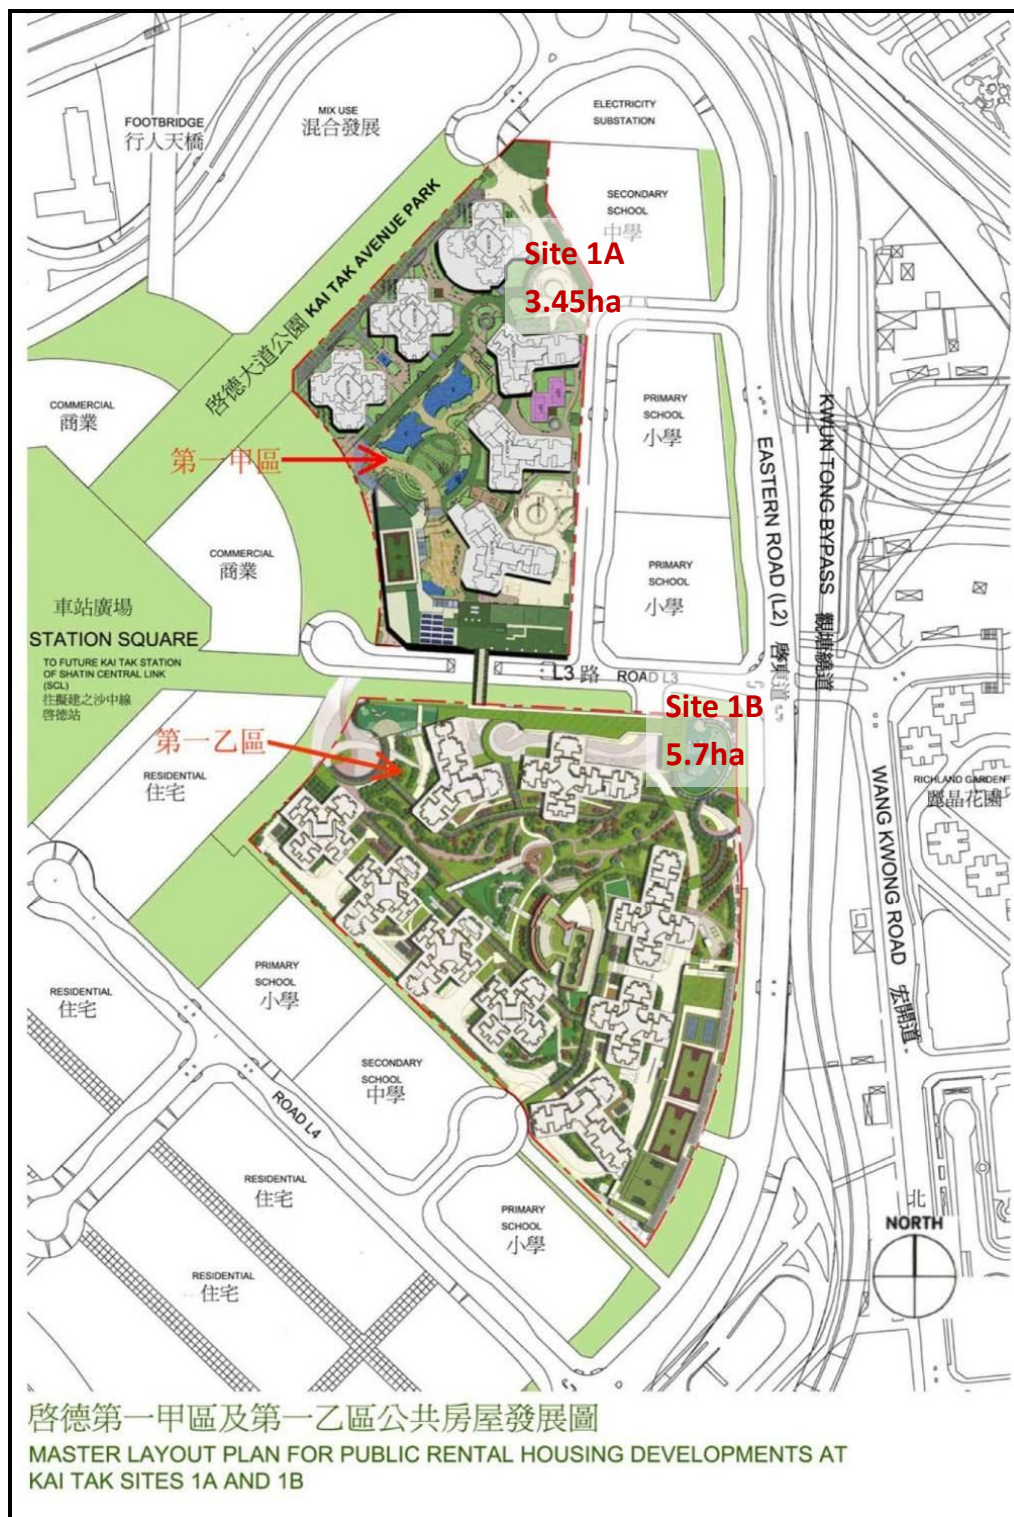 FOOTBRIDGE
行人天橋
MIX USE
混合發展
ELECTRICITY
SUBSTATION
SECONDARY
SCHOOL
中學
啓德大道公園 KAI TAK AVENUE PARK
Site 1A
3.45ha
COMMERCIAL
商業
PRIMARY
SCHOOL
小學
第一甲區
COMMERCIAL
商業
PRIMARY
SCHOOL
小學
EASTERN ROAD (L2) 啓東道
KWUN TONG BYPASS 觀塘繞道
車站廣場
STATION SQUARE
TO FUTURE KAI TAK STATION
OF SHATIN CENTRAL LINK
(SCL)
往擬建之沙中線
啓德站
L3 路 ROAD L3
Site 1B
5.7ha
第一乙區
RESIDENTIAL
住宅
RICHLAND GARDEN
麗晶花園
WANG KWONG ROAD 宏開道
PRIMARY
SCHOOL
小學
RESIDENTIAL
住宅
SECONDARY
SCHOOL
中學
ROAD L4
RESIDENTIAL
住宅
PRIMARY
SCHOOL
小學
北
NORTH
RESIDENTIAL
住宅
啓德第一甲區及第一乙區公共房屋發展圖
MASTER LAYOUT PLAN FOR PUBLIC RENTAL HOUSING DEVELOPMENTS AT
KAI TAK SITES 1A AND 1B